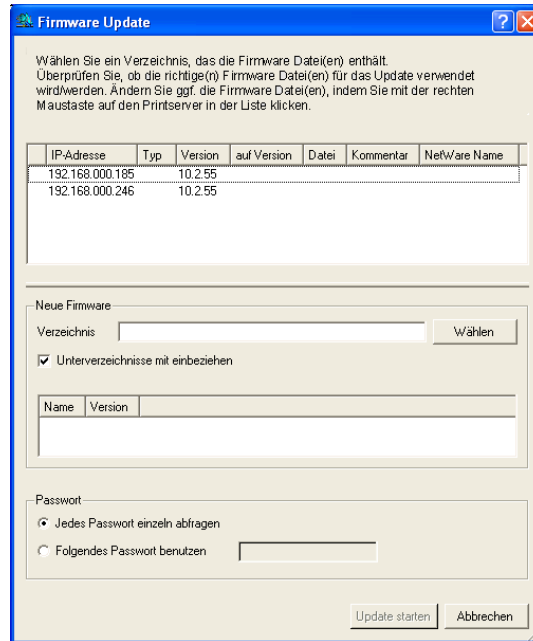 Firmware Update
Wählen Sie ein Verzeichnis, das die Firmware Datei(en) enthält.
Überprüfen Sie, ob die richtige(n) Firmware Datei(en) für das Update verwendet
wird/werden. Ändern Sie ggf. die Firmware Datei(en), indem Sie mit der rechten
Maustaste auf den Printserver in der Liste klicken.
IP-Adresse Typ Version auf Version Datei Kommentar NetWare Name
192.168.000.185 10.2.55
192.168.000.246 10.2.55
Neue Firmware
Verzeichnis Wählen
Unterverzeichnisse mit einbeziehen
Name Version
Passwort
Jedes Passwort einzeln abfragen
Folgendes Passwort benutzen
Update starten Abbrechen